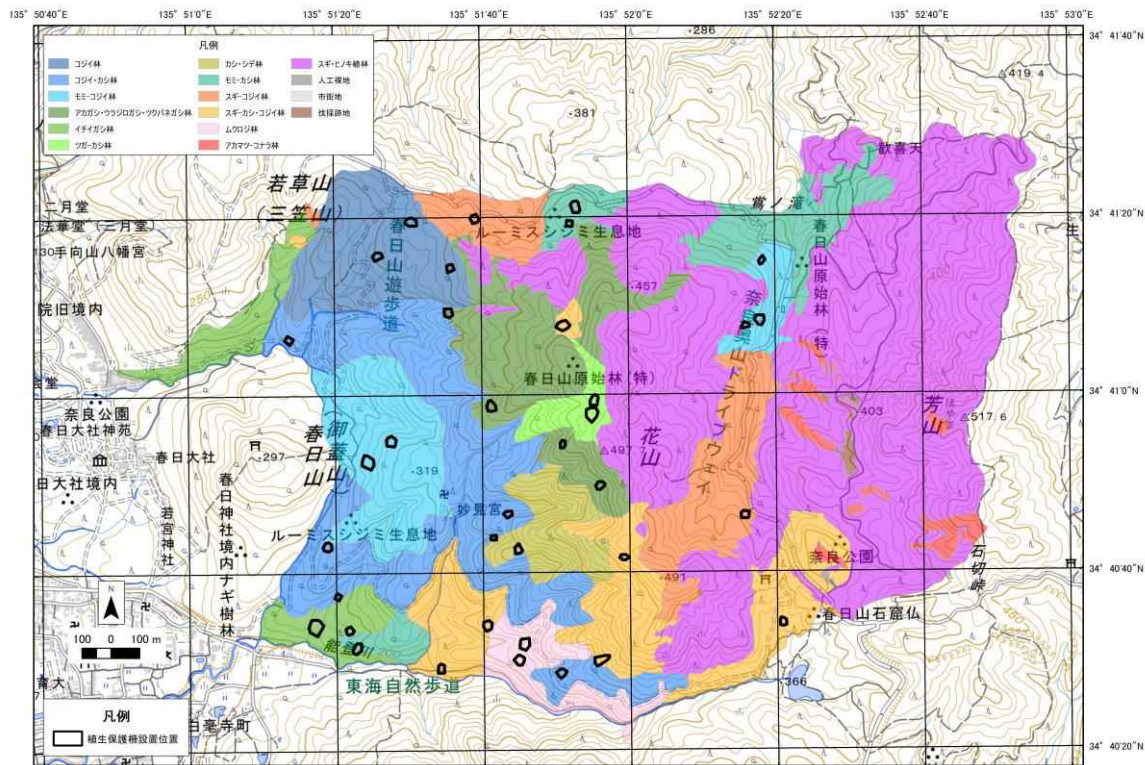 135°50'40"E
135°51'0"E
135°51'20"E
135°51'40"E
135°52'0"E
135°52'20"E
135°52'40"E
135°53'0"E
34°41'40"N
34°41'20"N
34°41'0"N
34°40'40"N
34°40'20"N
凡例
コジイ林
コジイ・カシ林
モミ-コジイ林
アカガシ・ウラジロガシ・ツクバネガシ林
イチイガシ林
ツガ-カシ林
カシ・シデ林
モミ-カシ林
スギ-コジイ林
スギ-カシ・コジイ林
ムクロジ林
アカマツ-コナラ林
スギ・ヒノキ植林
人工裸地
市街地
伐採跡地
286
419.4
381
歓喜天
若草山
(三笠山)
二月堂
法華堂(三月堂)
130手向山八幡宮
250
院旧境内
春日山遊歩道
ルーミスシジミ生息地
鶯ノ滝
春日山原始林(特)
457
400
生
春日山原始林(特)
奈良公園
春日大社神苑
春日大社
297
御蓋山
春日山
319
花山
497
403
芳山
517.6
日大社境内
若宮神社
春日神社境内ナギ樹林
ルーミスシジミ生息地
妙見宮
491
奈良公園
石切峠
春日山石窟仏
450
能登川
東海自然歩道
366
N
100 0 100 m
育大
白毫寺町
凡例
植生保護柵設置位置